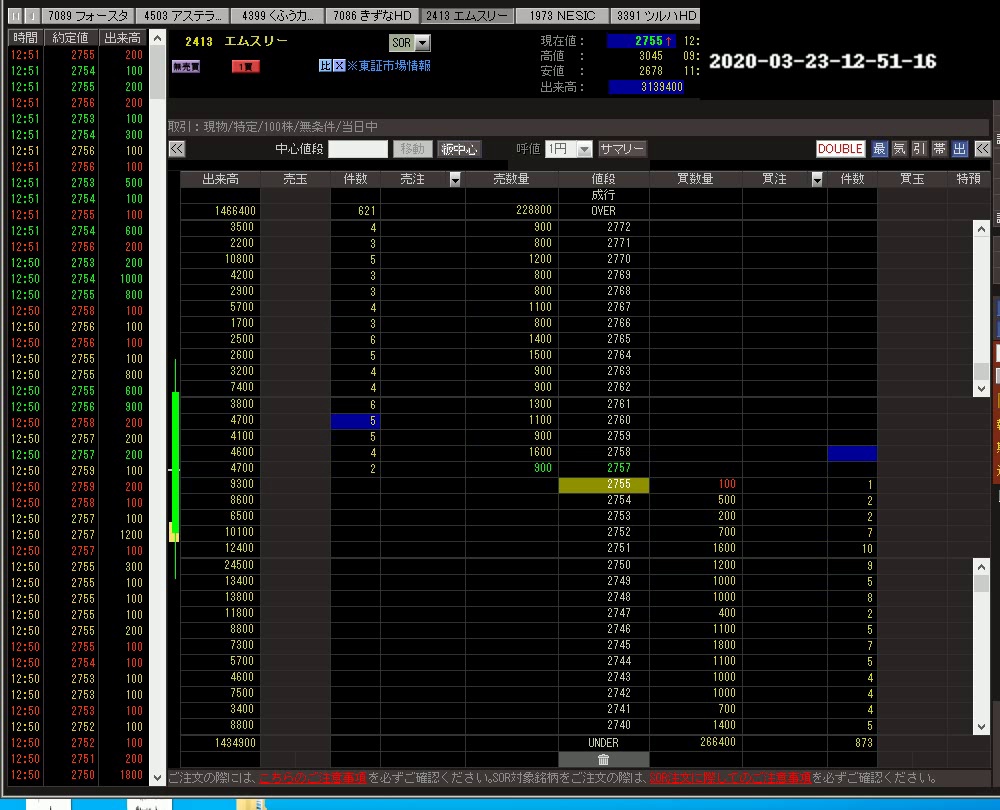 7089 フォースタ 4503 アステラ... 4399 くふう力... 7086 きずなHD 2413 エムスリー 1973 NESIC 3391 ツルハHD
2413 エムスリー SOR
無売買 1買 比 X ※東証市場情報
現在値: 2755↑ 12:
高値: 3045 09:
安値: 2678 11:
出来高: 3139400
2020-03-23-12-51-16
取引:現物/特定/100株/無条件/当日中
中心値段 移動 板中心 呼値 1円 サマリー DOUBLE 最 気 引 帯 出
時間 約定値 出来高
12:51 2755 200
12:51 2754 100
12:51 2755 200
12:51 2756 200
12:51 2753 100
12:51 2754 300
12:51 2756 100
12:51 2755 100
12:51 2753 500
12:51 2754 100
12:51 2755 100
12:51 2754 600
12:51 2756 200
12:50 2753 200
12:50 2754 1000
12:50 2755 800
12:50 2758 100
12:50 2756 100
12:50 2756 100
12:50 2755 100
12:50 2755 800
12:50 2755 600
12:50 2756 900
12:50 2758 200
12:50 2757 200
12:50 2757 200
12:50 2759 100
12:50 2759 200
12:50 2758 100
12:50 2757 100
12:50 2757 1200
12:50 2757 100
12:50 2755 300
12:50 2755 100
12:50 2755 100
12:50 2755 100
12:50 2755 200
12:50 2755 100
12:50 2754 100
12:50 2753 100
12:50 2753 100
12:50 2753 100
12:50 2752 100
12:50 2752 100
12:50 2751 200
12:50 2750 1800
出来高 売玉 件数 売注 売数量 値段 買数量 買注 件数 買玉 特預
成行
1466400 621 228800 OVER
3500 4 900 2772
2200 3 800 2771
10800 5 1200 2770
4200 3 800 2769
2900 3 800 2768
5700 4 1100 2767
1700 3 800 2766
2500 6 1400 2765
2600 5 1500 2764
3200 4 900 2763
7400 4 900 2762
3800 6 1300 2761
4700 5 1100 2760
4100 5 900 2759
4600 4 1600 2758
4700 2 900 2757
9300 2755 100 1
8600 2754 500 2
6500 2753 200 2
10100 2752 700 7
12400 2751 1600 10
24500 2750 1200 9
13400 2749 1000 5
13800 2748 1000 8
11800 2747 400 2
8800 2746 1100 5
7300 2745 1800 7
5700 2744 1100 5
4600 2743 1000 4
7500 2742 1000 4
3400 2741 700 4
8800 2740 1400 5
1434900 UNDER 266400 873
ご注文の際には、こちらのご注意事項を必ずご確認ください。SOR対象銘柄をご注文の際は、SOR注文に際してのご注意事項を必ずご確認ください。